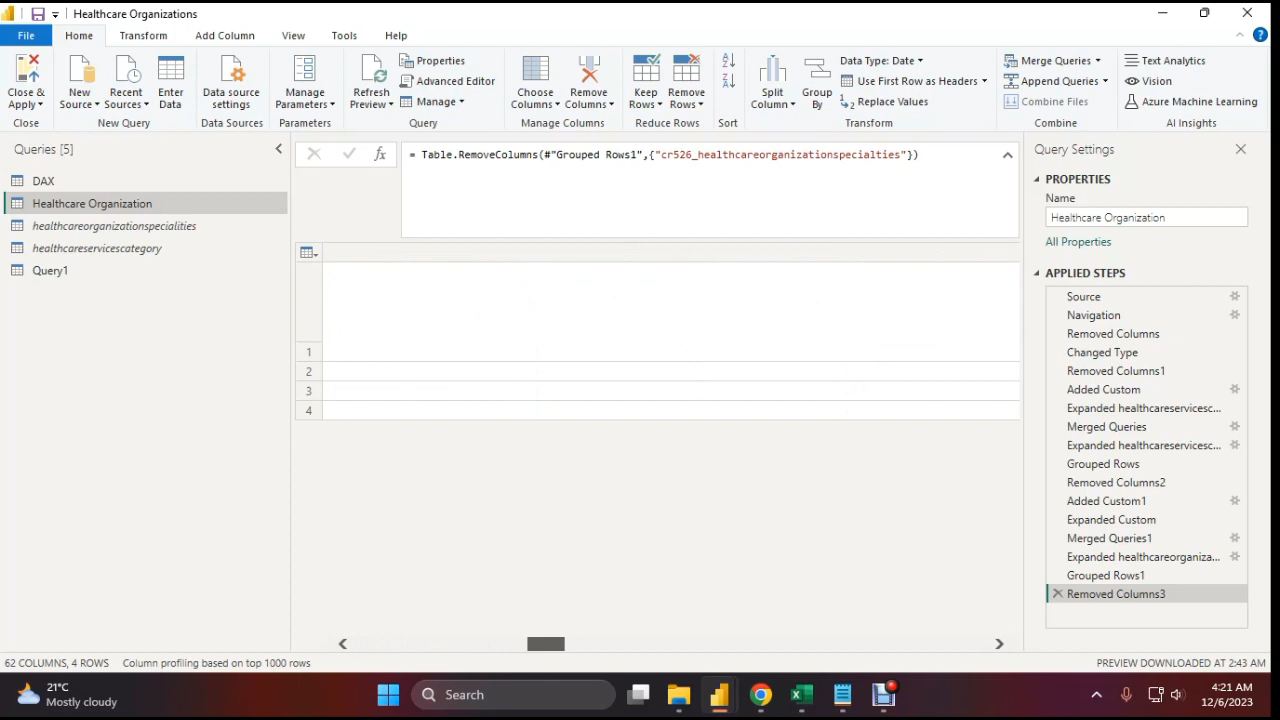 Healthcare Organizations
File Home Transform Add Column View Tools Help
Close & Apply
New Source
Recent Sources
Enter Data
Data source settings
Manage Parameters
Refresh Preview
Properties
Advanced Editor
Manage
Choose Columns
Remove Columns
Keep Rows
Remove Rows
Split Column
Group By
Data Type: Date
Use First Row as Headers
Replace Values
Merge Queries
Append Queries
Combine Files
Text Analytics
Vision
Azure Machine Learning
Close New Query Data Sources Parameters Query Manage Columns Reduce Rows Sort Transform Combine AI Insights
Queries [5]
DAX
Healthcare Organization
healthcareorganizationspecialities
healthcareservicescategory
Query1
= Table.RemoveColumns(#"Grouped Rows1",{"cr526_healthcareorganizationspecialties"})
1
2
3
4
Query Settings
PROPERTIES
Name
Healthcare Organization
All Properties
APPLIED STEPS
Source
Navigation
Removed Columns
Changed Type
Removed Columns1
Added Custom
Expanded healthcareservicesc...
Merged Queries
Expanded healthcareservicesc...
Grouped Rows
Removed Columns2
Added Custom1
Expanded Custom
Merged Queries1
Expanded healthcareorganiza...
Grouped Rows1
Removed Columns3
62 COLUMNS, 4 ROWS Column profiling based on top 1000 rows
PREVIEW DOWNLOADED AT 2:43 AM
21°C
Mostly cloudy
Search
4:21 AM
12/6/2023